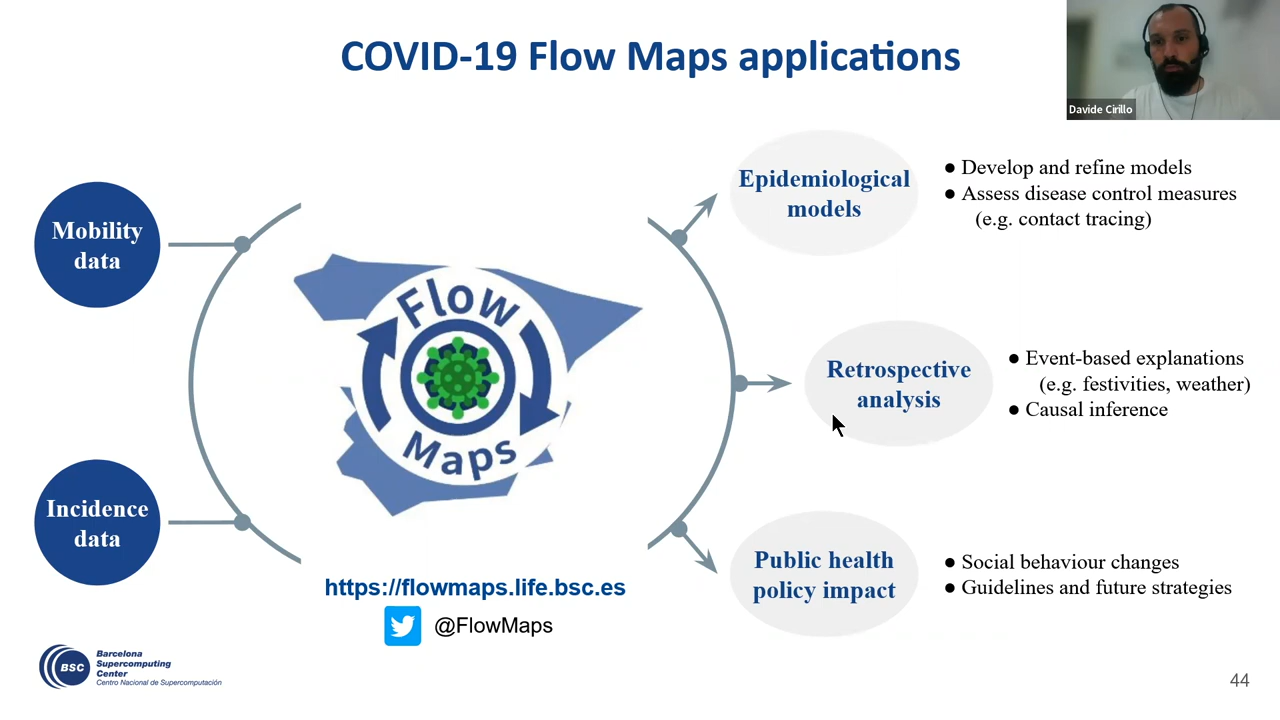 COVID-19 Flow Maps applications
Davide Cirillo
Mobility
data
Incidence
data
Flow
Maps
https://flowmaps.life.bsc.es
@FlowMaps
Epidemiological
models
● Develop and refine models
● Assess disease control measures
(e.g. contact tracing)
Retrospective
analysis
● Event-based explanations
(e.g. festivities, weather)
● Causal inference
Public health
policy impact
● Social behaviour changes
● Guidelines and future strategies
BSC
Barcelona
Supercomputing
Center
Centro Nacional de Supercomputación
44